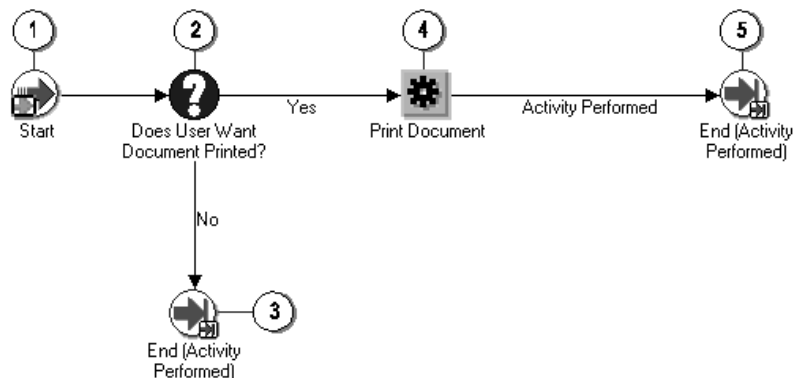 1
2
4
5
Yes
Activity Performed
Start
Does User Want
Document Printed?
Print Document
End (Activity
Performed)
No
3
End (Activity
Performed)